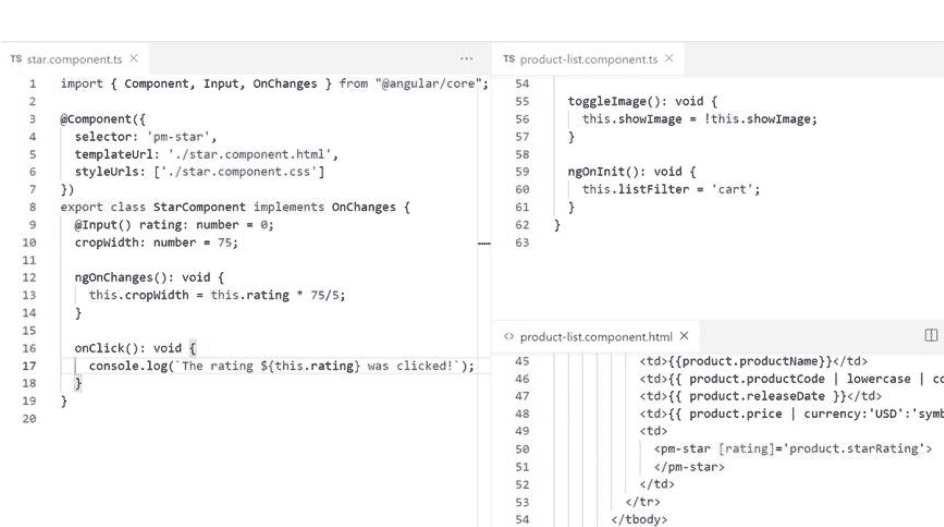 TS star.component.ts × ...
1 import { Component, Input, OnChanges } from "@angular/core";
2
3 @Component({
4 selector: 'pm-star',
5 templateUrl: './star.component.html',
6 styleUrls: ['./star.component.css']
7 })
8 export class StarComponent implements OnChanges {
9 @Input() rating: number = 0;
10 cropWidth: number = 75;
11
12 ngOnChanges(): void {
13 this.cropWidth = this.rating * 75/5;
14 }
15
16 onClick(): void {
17 console.log(`The rating ${this.rating} was clicked!`);
18 }
19 }
20
TS product-list.component.ts ×
54
55 toggleImage(): void {
56 this.showImage = !this.showImage;
57 }
58
59 ngOnInit(): void {
60 this.listFilter = 'cart';
61 }
62 }
63
<> product-list.component.html ×
45 <td>{{product.productName}}</td>
46 <td>{{ product.productCode | lowercase | co
47 <td>{{ product.releaseDate }}</td>
48 <td>{{ product.price | currency:'USD':'symb
49 <td>
50 <pm-star [rating]='product.starRating'>
51 </pm-star>
52 </td>
53 </tr>
54 </tbody>